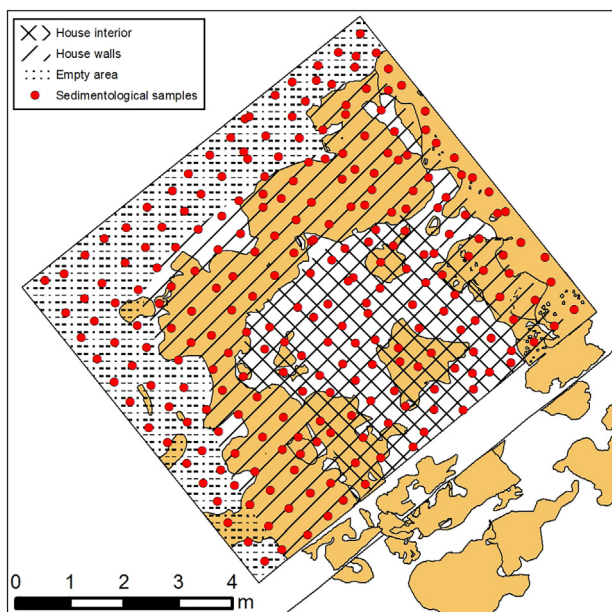 House interior
House walls
Empty area
Sedimentological samples
0 1 2 3 4
m